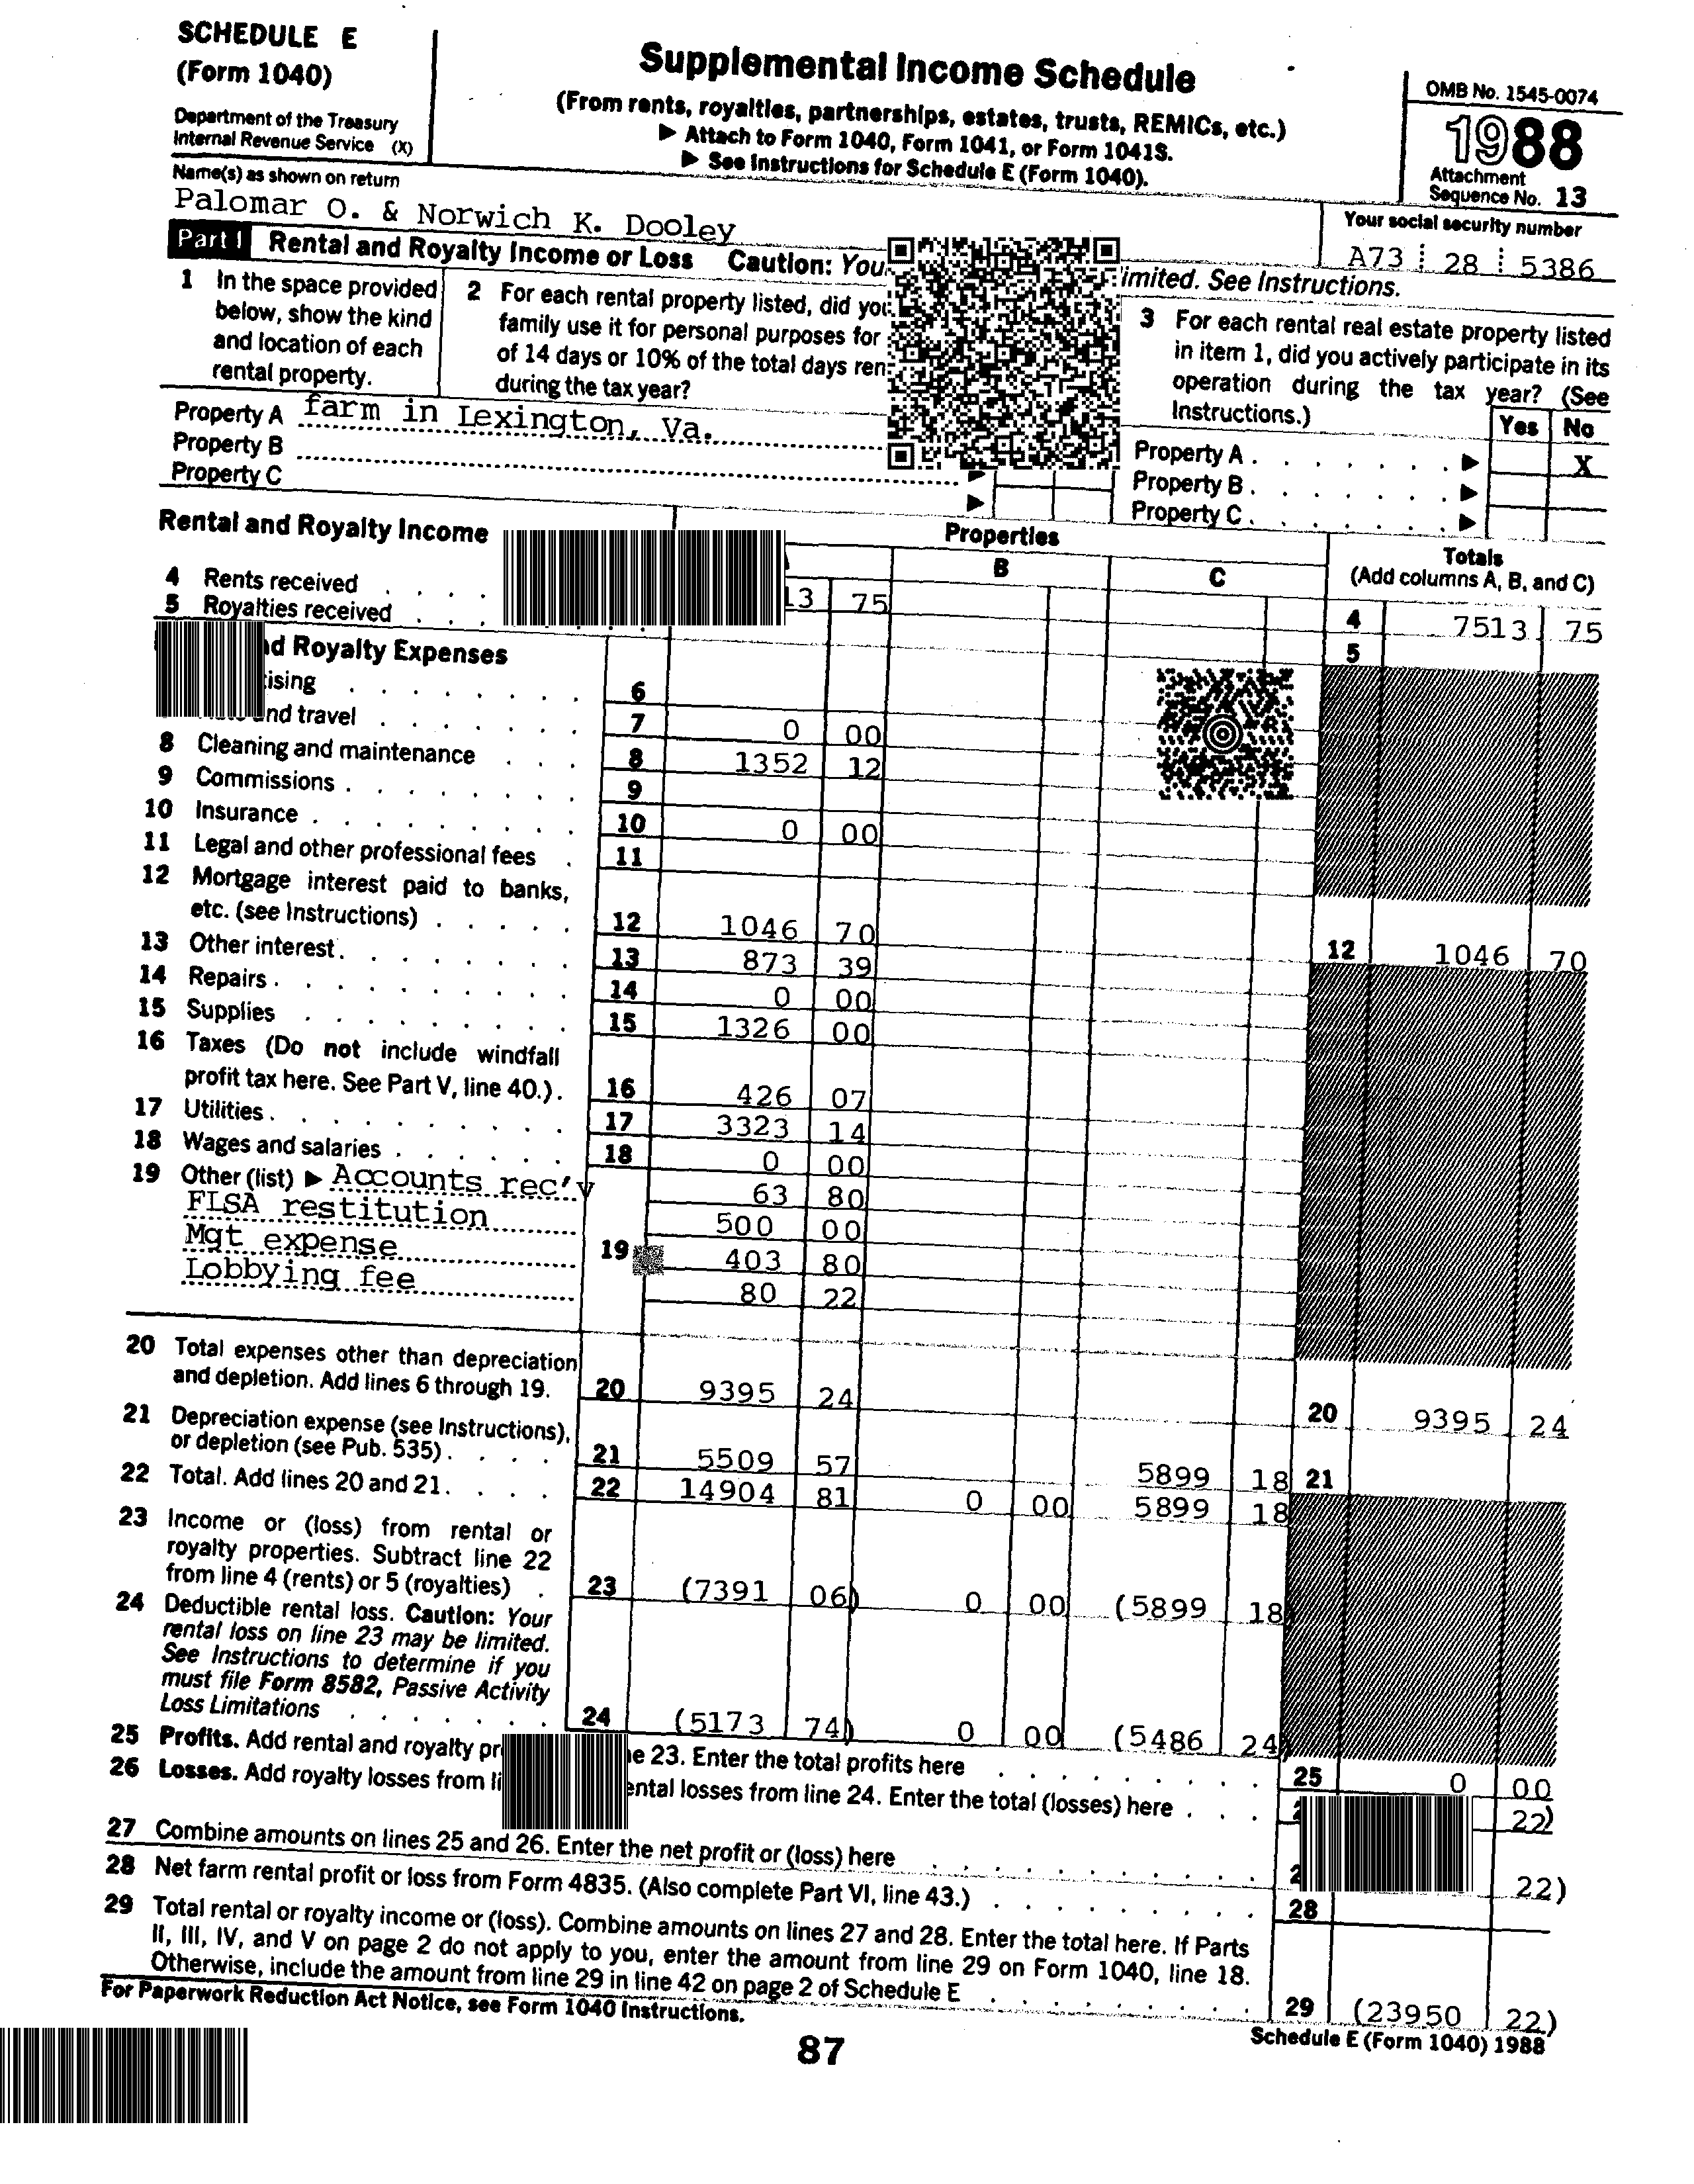 SCHEDULE E
(Form 1040)
Department of the Treasury
Internal Revenue Service (X)
Supplemental Income Schedule
(From rents, royalties, partnerships, estates, trusts, REMICs, etc.)
▶ Attach to Form 1040, Form 1041, or Form 1041S.
▶ See Instructions for Schedule E (Form 1040).
OMB No. 1545-0074
1988
Attachment
Sequence No. 13
Name(s) as shown on return
Palomar O. & Norwich K. Dooley
Your social security number
A73 28 5386
Part I Rental and Royalty Income or Loss Caution: You imited. See Instructions.
1 In the space provided
below, show the kind
and location of each
rental property.
2 For each rental property listed, did you
family use it for personal purposes for
of 14 days or 10% of the total days ren
during the tax year?
3 For each rental real estate property listed
in item 1, did you actively participate in its
operation during the tax year? (See
Instructions.)
Yes No
Property A farm in Lexington, Va.
Property B
Property C
Property A . . . . . . . ▶ X
Property B . . . . . . . ▶
Property C . . . . . . . ▶
Rental and Royalty Income
Properties
B C
Totals
(Add columns A, B, and C)
4 Rents received . . . . 13 75 4 7513 75
5 Royalties received . . . 5
d Royalty Expenses
ising . . . . . . . . 6
nd travel . . . . . . . 7 0 00
8 Cleaning and maintenance . . . 8 1352 12
9 Commissions . . . . . . . . 9
10 Insurance . . . . . . . . . 10 0 00
11 Legal and other professional fees . 11
12 Mortgage interest paid to banks,
etc. (see Instructions) . . . . . 12 1046 70 12 1046 70
13 Other interest. . . . . . . . 13 873 39
14 Repairs . . . . . . . . . . 14 0 00
15 Supplies . . . . . . . . . 15 1326 00
16 Taxes (Do not include windfall
profit tax here. See Part V, line 40.) . 16 426 07
17 Utilities . . . . . . . . . . 17 3323 14
18 Wages and salaries . . . . . . 18 0 00
19 Other (list) ▶ Accounts rec'v 63 80
FLSA restitution 500 00
Mgt expense 19 403 80
Lobbying fee 80 22
20 Total expenses other than depreciation
and depletion. Add lines 6 through 19. 20 9395 24 20 9395 24
21 Depreciation expense (see Instructions),
or depletion (see Pub. 535) . . . . 21 5509 57 5899 18 21
22 Total. Add lines 20 and 21. . . . . 22 14904 81 0 00 5899 18
23 Income or (loss) from rental or
royalty properties. Subtract line 22
from line 4 (rents) or 5 (royalties) . 23 (7391 06) 0 00 (5899 18)
24 Deductible rental loss. Caution: Your
rental loss on line 23 may be limited.
See Instructions to determine if you
must file Form 8582, Passive Activity
Loss Limitations . . . . . . . 24 (5173 74) 0 00 (5486 24)
25 Profits. Add rental and royalty pr e 23. Enter the total profits here . . . . . . . . . 25 0 00
26 Losses. Add royalty losses from li ental losses from line 24. Enter the total (losses) here . . . 22)
27 Combine amounts on lines 25 and 26. Enter the net profit or (loss) here . . . . . . . . . . . 22)
28 Net farm rental profit or loss from Form 4835. (Also complete Part VI, line 43.) . . . . . . . . . 28
29 Total rental or royalty income or (loss). Combine amounts on lines 27 and 28. Enter the total here. If Parts
II, III, IV, and V on page 2 do not apply to you, enter the amount from line 29 on Form 1040, line 18.
Otherwise, include the amount from line 29 in line 42 on page 2 of Schedule E . . . . . . . . . 29 (23950 22)
For Paperwork Reduction Act Notice, see Form 1040 Instructions.
Schedule E (Form 1040) 1988
87